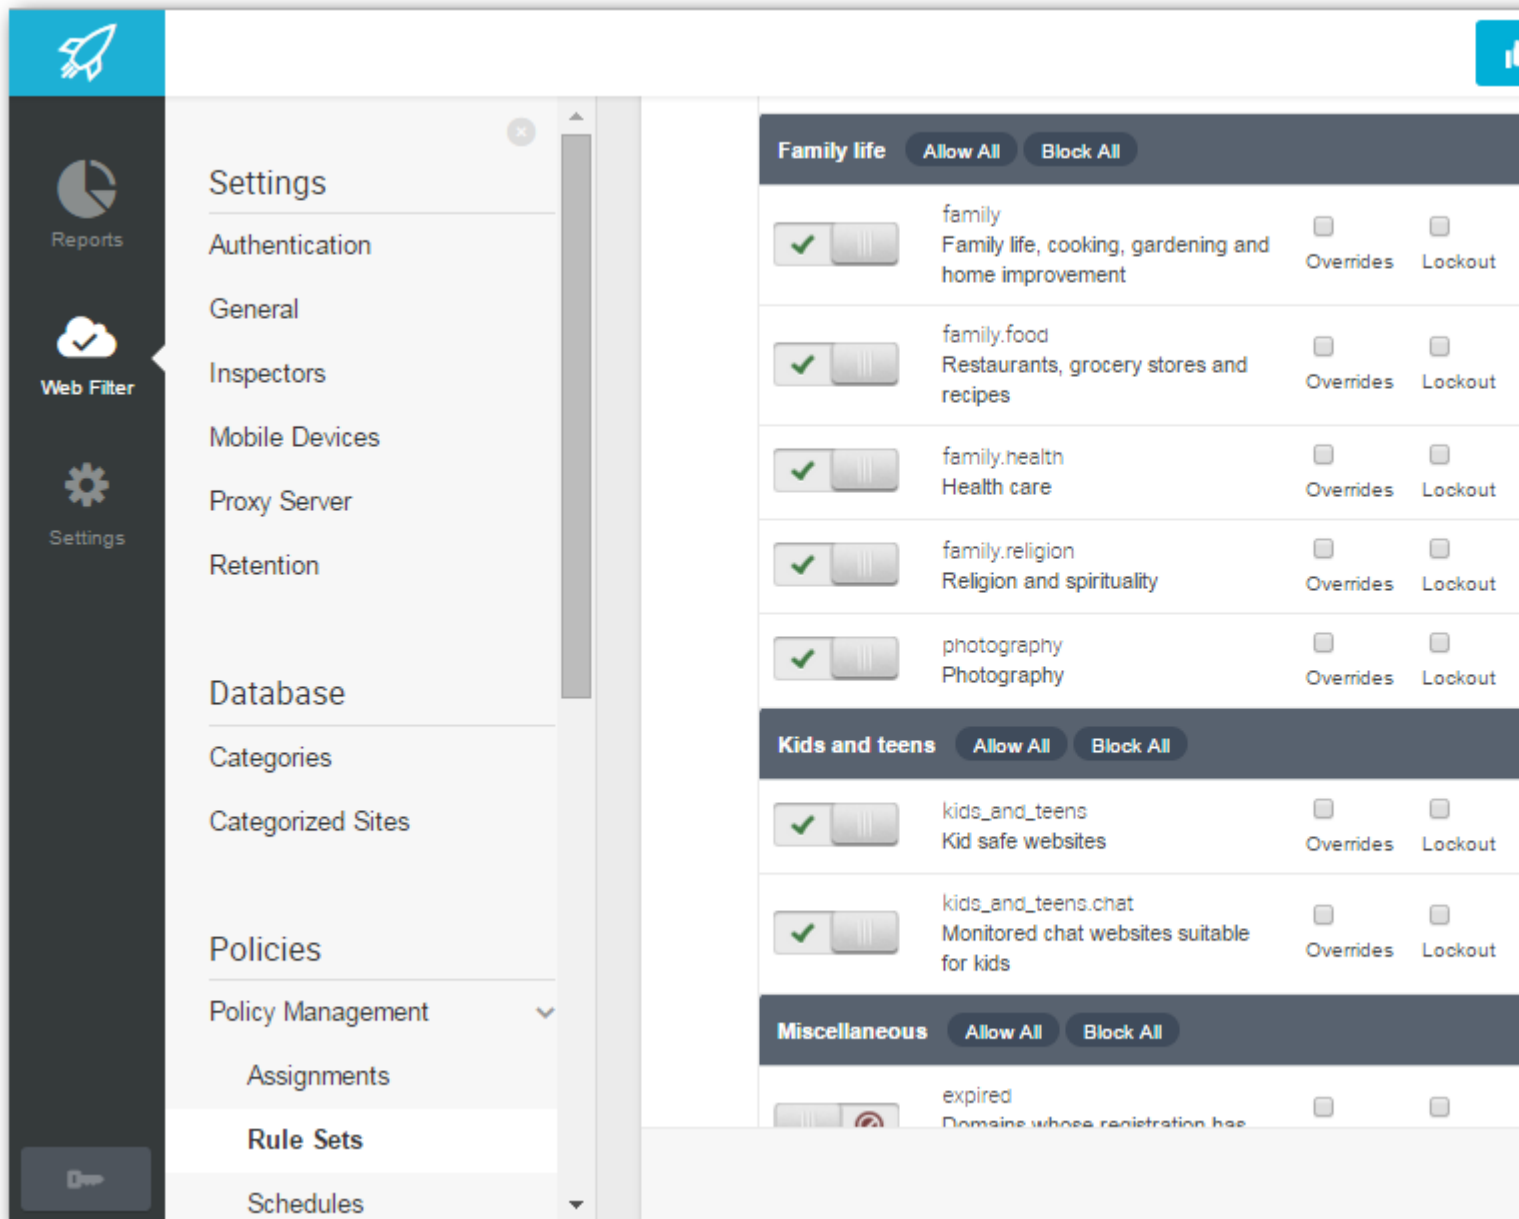 Reports
Web Filter
Settings
Settings
Authentication
General
Inspectors
Mobile Devices
Proxy Server
Retention
Database
Categories
Categorized Sites
Policies
Policy Management
Assignments
Rule Sets
Schedules
Family life Allow All Block All
family
Family life, cooking, gardening and
home improvement
Overrides Lockout
family.food
Restaurants, grocery stores and
recipes
Overrides Lockout
family.health
Health care
Overrides Lockout
family.religion
Religion and spirituality
Overrides Lockout
photography
Photography
Overrides Lockout
Kids and teens Allow All Block All
kids_and_teens
Kid safe websites
Overrides Lockout
kids_and_teens.chat
Monitored chat websites suitable
for kids
Overrides Lockout
Miscellaneous Allow All Block All
expired
Domains whose registration has